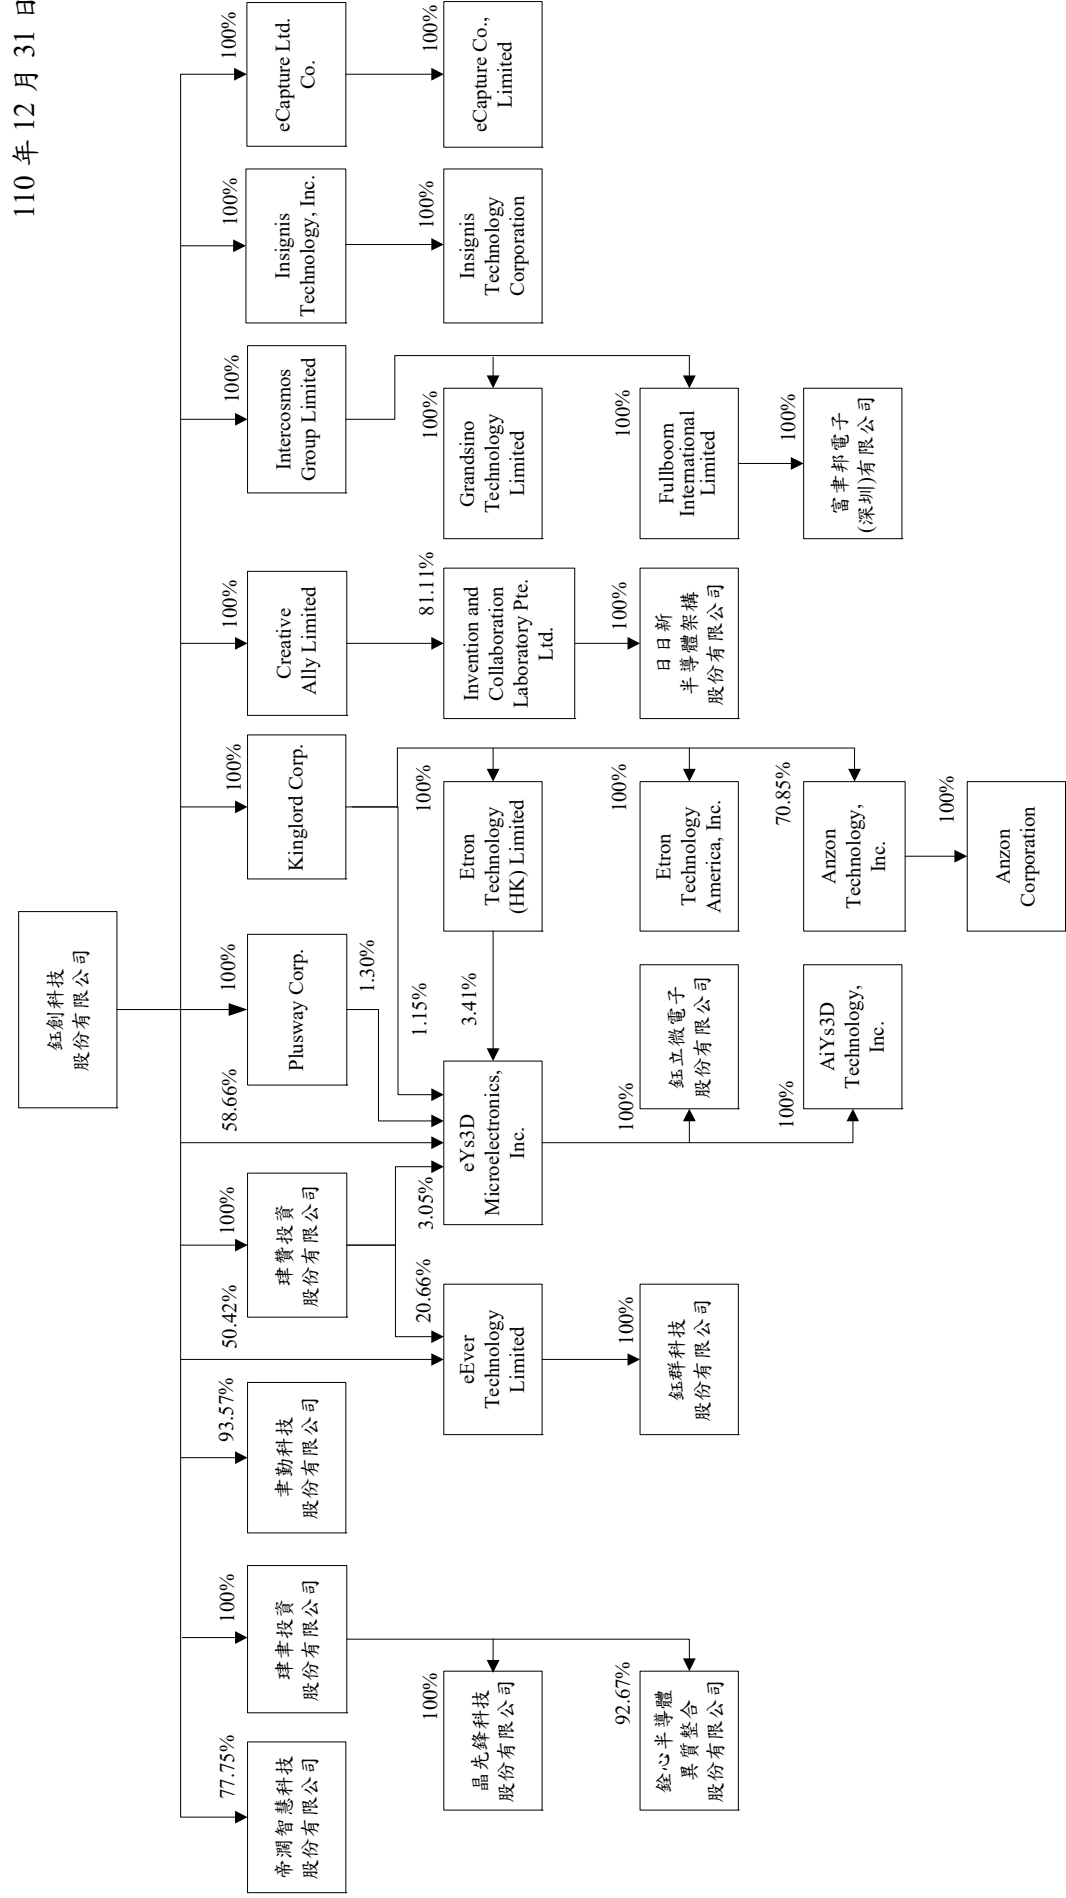 110 年 12 月 31 日
鈺創科技
股份有限公司
77.75%
帝濶智慧科技
股份有限公司
100%
肂聿投資
股份有限公司
93.57%
聿勤科技
股份有限公司
50.42%
100%
股份有限公司
58.66%
100%
Plusway Corp.
100%
Kinglord Corp.
100%
Creative
Ally Limited
100%
Intercosmos
Group Limited
100%
Insignis
Technology, Inc.
100%
eCapture Ltd.
Co.
1.30%
1.15%
100%
晶先鋒科技
股份有限公司
20.66%
eEver
Technology
Limited
3.05%
eYs3D
Microelectronics,
Inc.
3.41%
100%
Etron
Technology
(HK) Limited
81.11%
Invention and
Collaboration
Laboratory Pte.
Ltd.
100%
Grandsino
Technology
Limited
100%
Insignis
Technology
Corporation
100%
eCapture Co.,
Limited
92.67%
銓心半導體
異質整合
股份有限公司
100%
鈺群科技
股份有限公司
100%
鈺立微電子
股份有限公司
100%
Etron
Technology
America, Inc.
100%
日日新
半導體架構
股份有限公司
100%
Fullboom
International
Limited
100%
AiYs3D
Technology,
Inc.
70.85%
Anzon
Technology,
Inc.
100%
富聿邦電子
(深圳)有限公司
100%
Anzon
Corporation